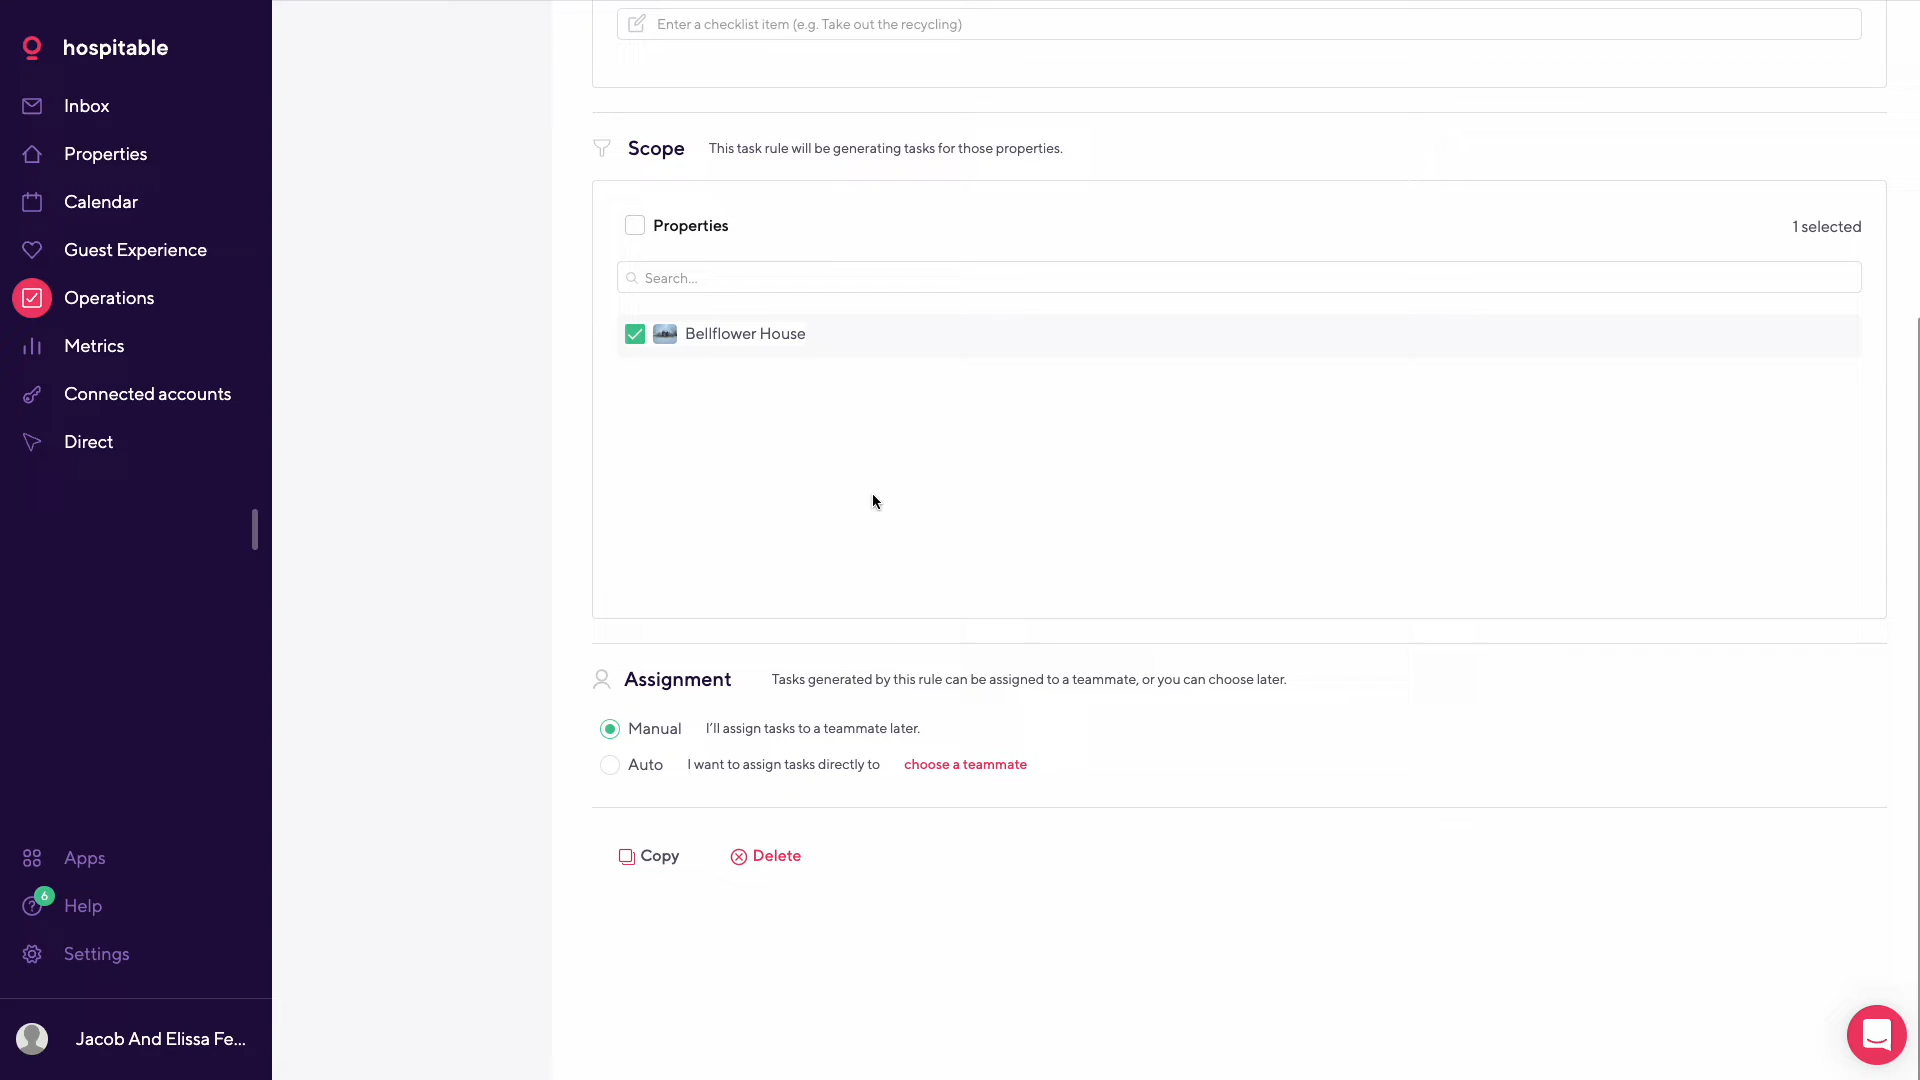 hospitable
Inbox
Properties
Calendar
Guest Experience
Operations
Metrics
Connected accounts
Direct
Apps
6
Help
Settings
Jacob And Elissa Fe...
Enter a checklist item (e.g. Take out the recycling)
Scope This task rule will be generating tasks for those properties.
Properties 1 selected
Search...
Bellflower House
Assignment Tasks generated by this rule can be assigned to a teammate, or you can choose later.
Manual I'll assign tasks to a teammate later.
Auto I want to assign tasks directly to choose a teammate
Copy Delete